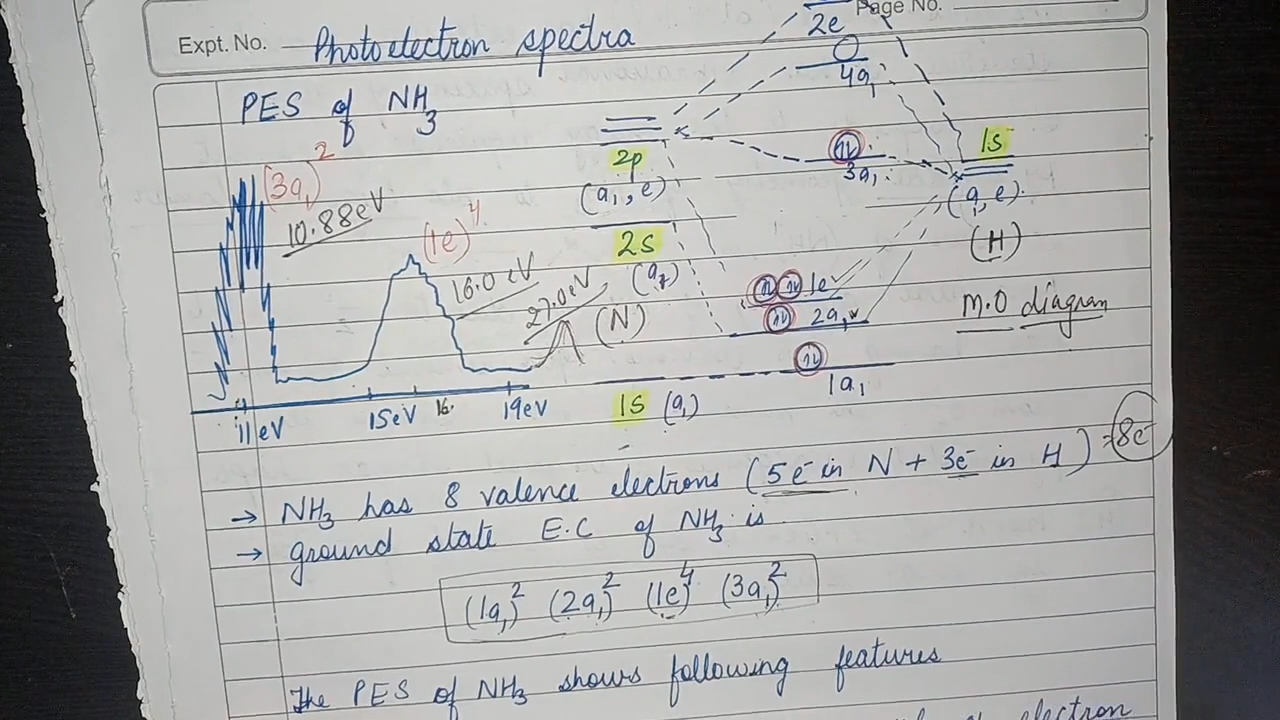 Expt. No. Photoelectron spectra
Page No.
PES of NH3
(3a1)2
10.88eV
(1e)4
16.0 eV
27.0eV
11eV
15eV
16.
19eV
2e
4a1
2p
(a1, e)
2S
(N)
1S (a1)
3a1
1e
2a1
1a1
1S
(a1 e)
(H)
M.O diagram
→ NH3 has 8 valence electrons (5e- in N + 3e- in H) = 8e-
→ ground state E.C of NH3 is
(1a1)2 (2a1)2 (1e)4 (3a1)2
The PES of NH3 shows following features
electron